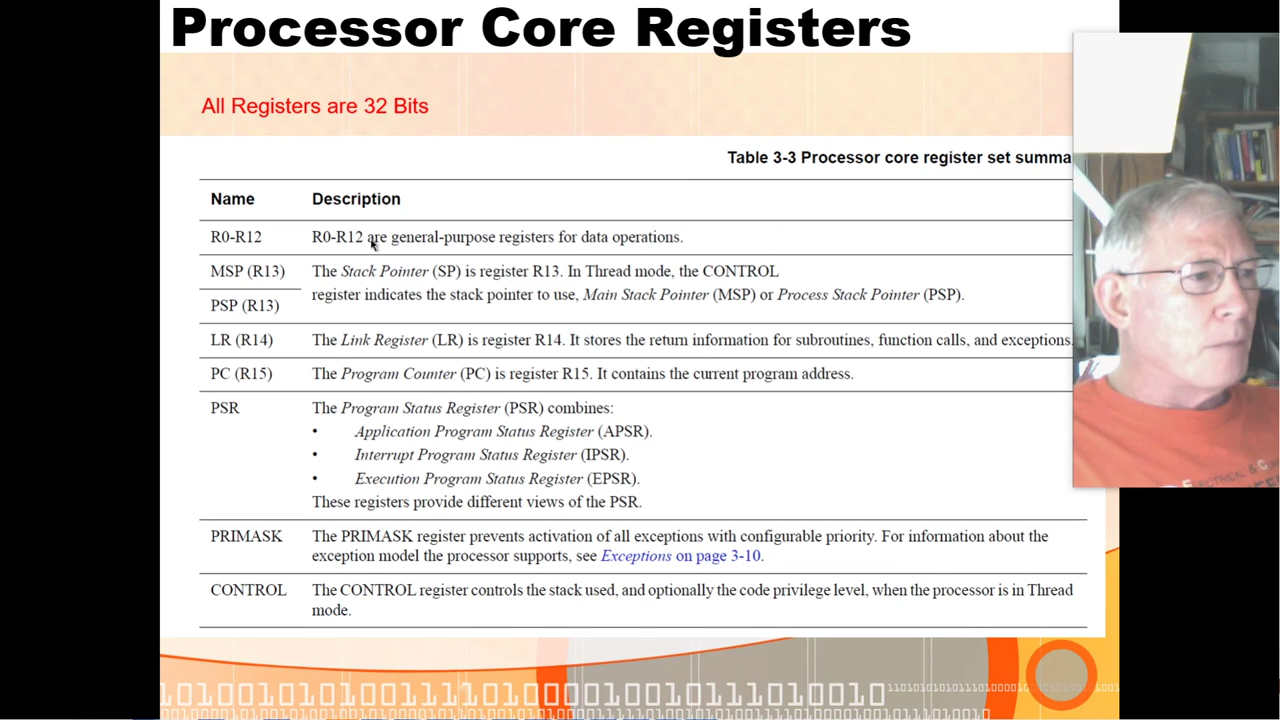 Processor Core Registers
All Registers are 32 Bits
Table 3-3 Processor core register set summa
Name Description
R0-R12 R0-R12 are general-purpose registers for data operations.
MSP (R13) The Stack Pointer (SP) is register R13. In Thread mode, the CONTROL
register indicates the stack pointer to use, Main Stack Pointer (MSP) or Process Stack Pointer (PSP).
PSP (R13)
LR (R14) The Link Register (LR) is register R14. It stores the return information for subroutines, function calls, and exceptions.
PC (R15) The Program Counter (PC) is register R15. It contains the current program address.
PSR The Program Status Register (PSR) combines:
• Application Program Status Register (APSR).
• Interrupt Program Status Register (IPSR).
• Execution Program Status Register (EPSR).
These registers provide different views of the PSR.
PRIMASK The PRIMASK register prevents activation of all exceptions with configurable priority. For information about the
exception model the processor supports, see Exceptions on page 3-10.
CONTROL The CONTROL register controls the stack used, and optionally the code privilege level, when the processor is in Thread
mode.